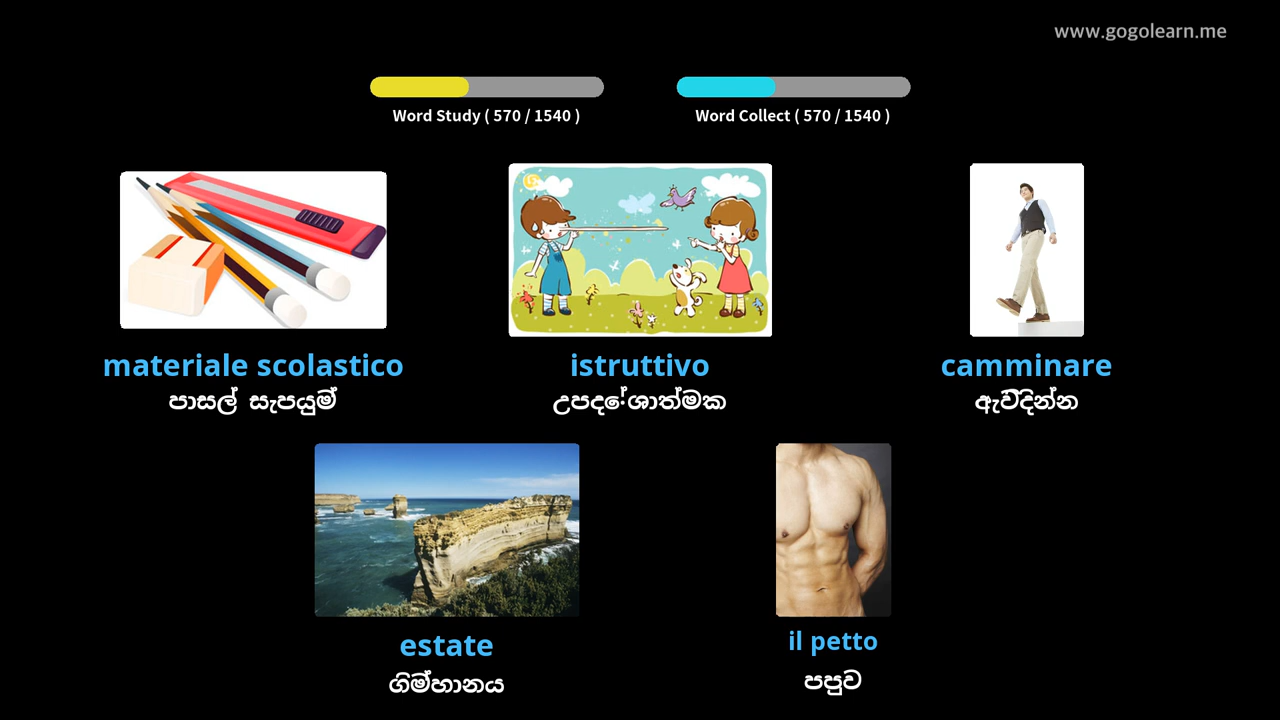 www.gogolearn.me
Word Study ( 570 / 1540 )
Word Collect ( 570 / 1540 )
materiale scolastico
පාසල් සැපයුම්
istruttivo
උපදේශාත්මක
camminare
ඇවිදින්න
estate
ගිම්හානය
il petto
පපුව